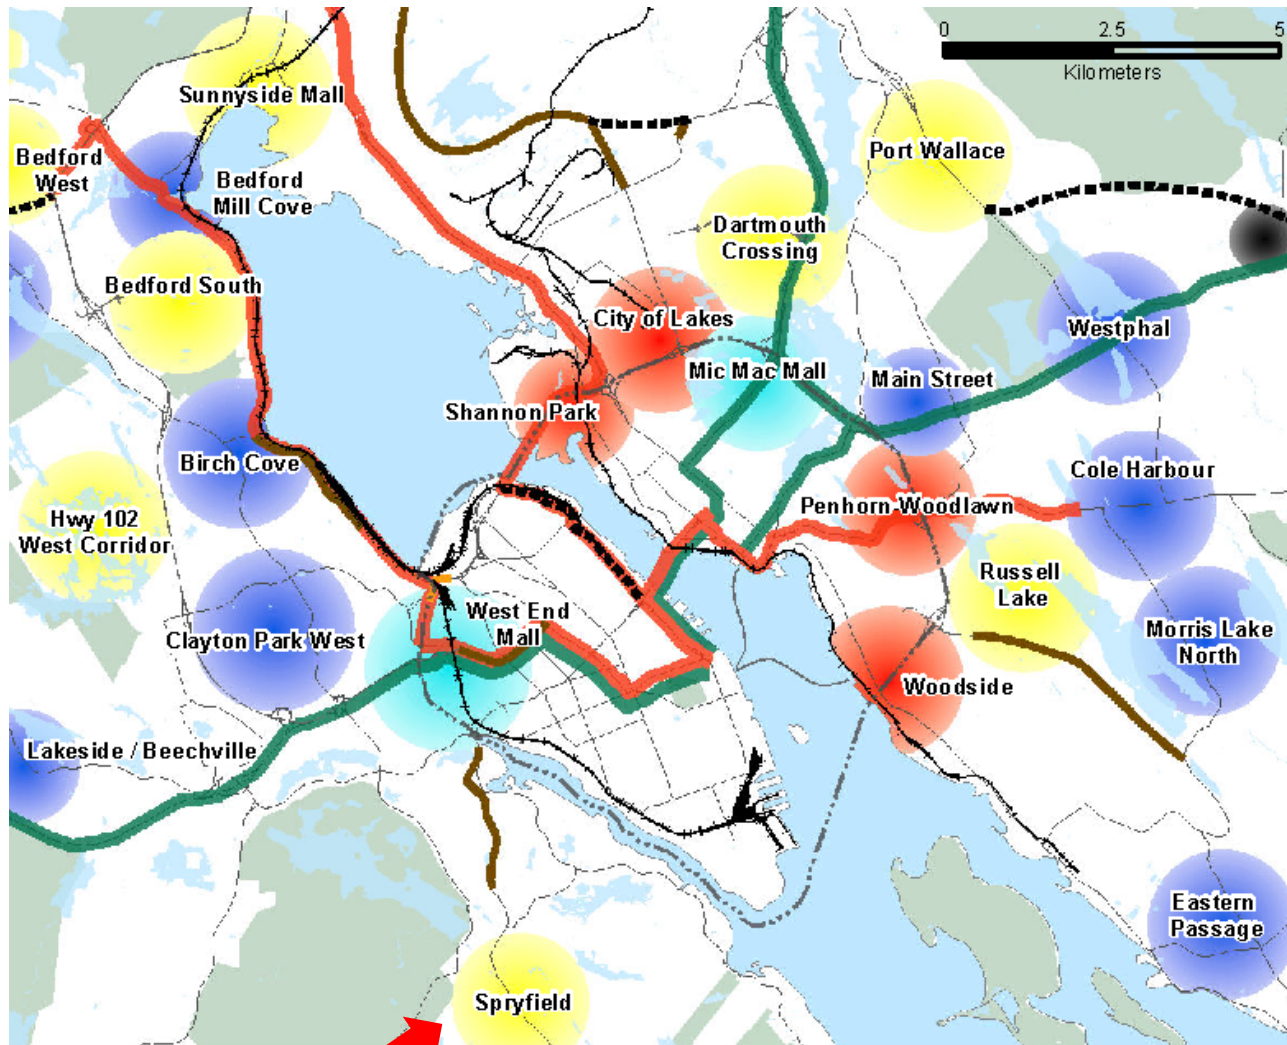 0 2.5 5
Kilometers
Sunnyside Mall
Port Wallace
Bedford
West
Bedford
Mill Cove
Dartmouth
Crossing
Bedford South
City of Lakes
Westphal
Mic Mac Mall
Main Street
Shannon Park
Birch Cove
Cole Harbour
Penhorn Woodlawn
Hwy 102
West Corridor
Russell
Lake
West End
Mall
Clayton Park West
Morris Lake
North
Woodside
Lakeside / Beechville
Eastern
Passage
Spryfield